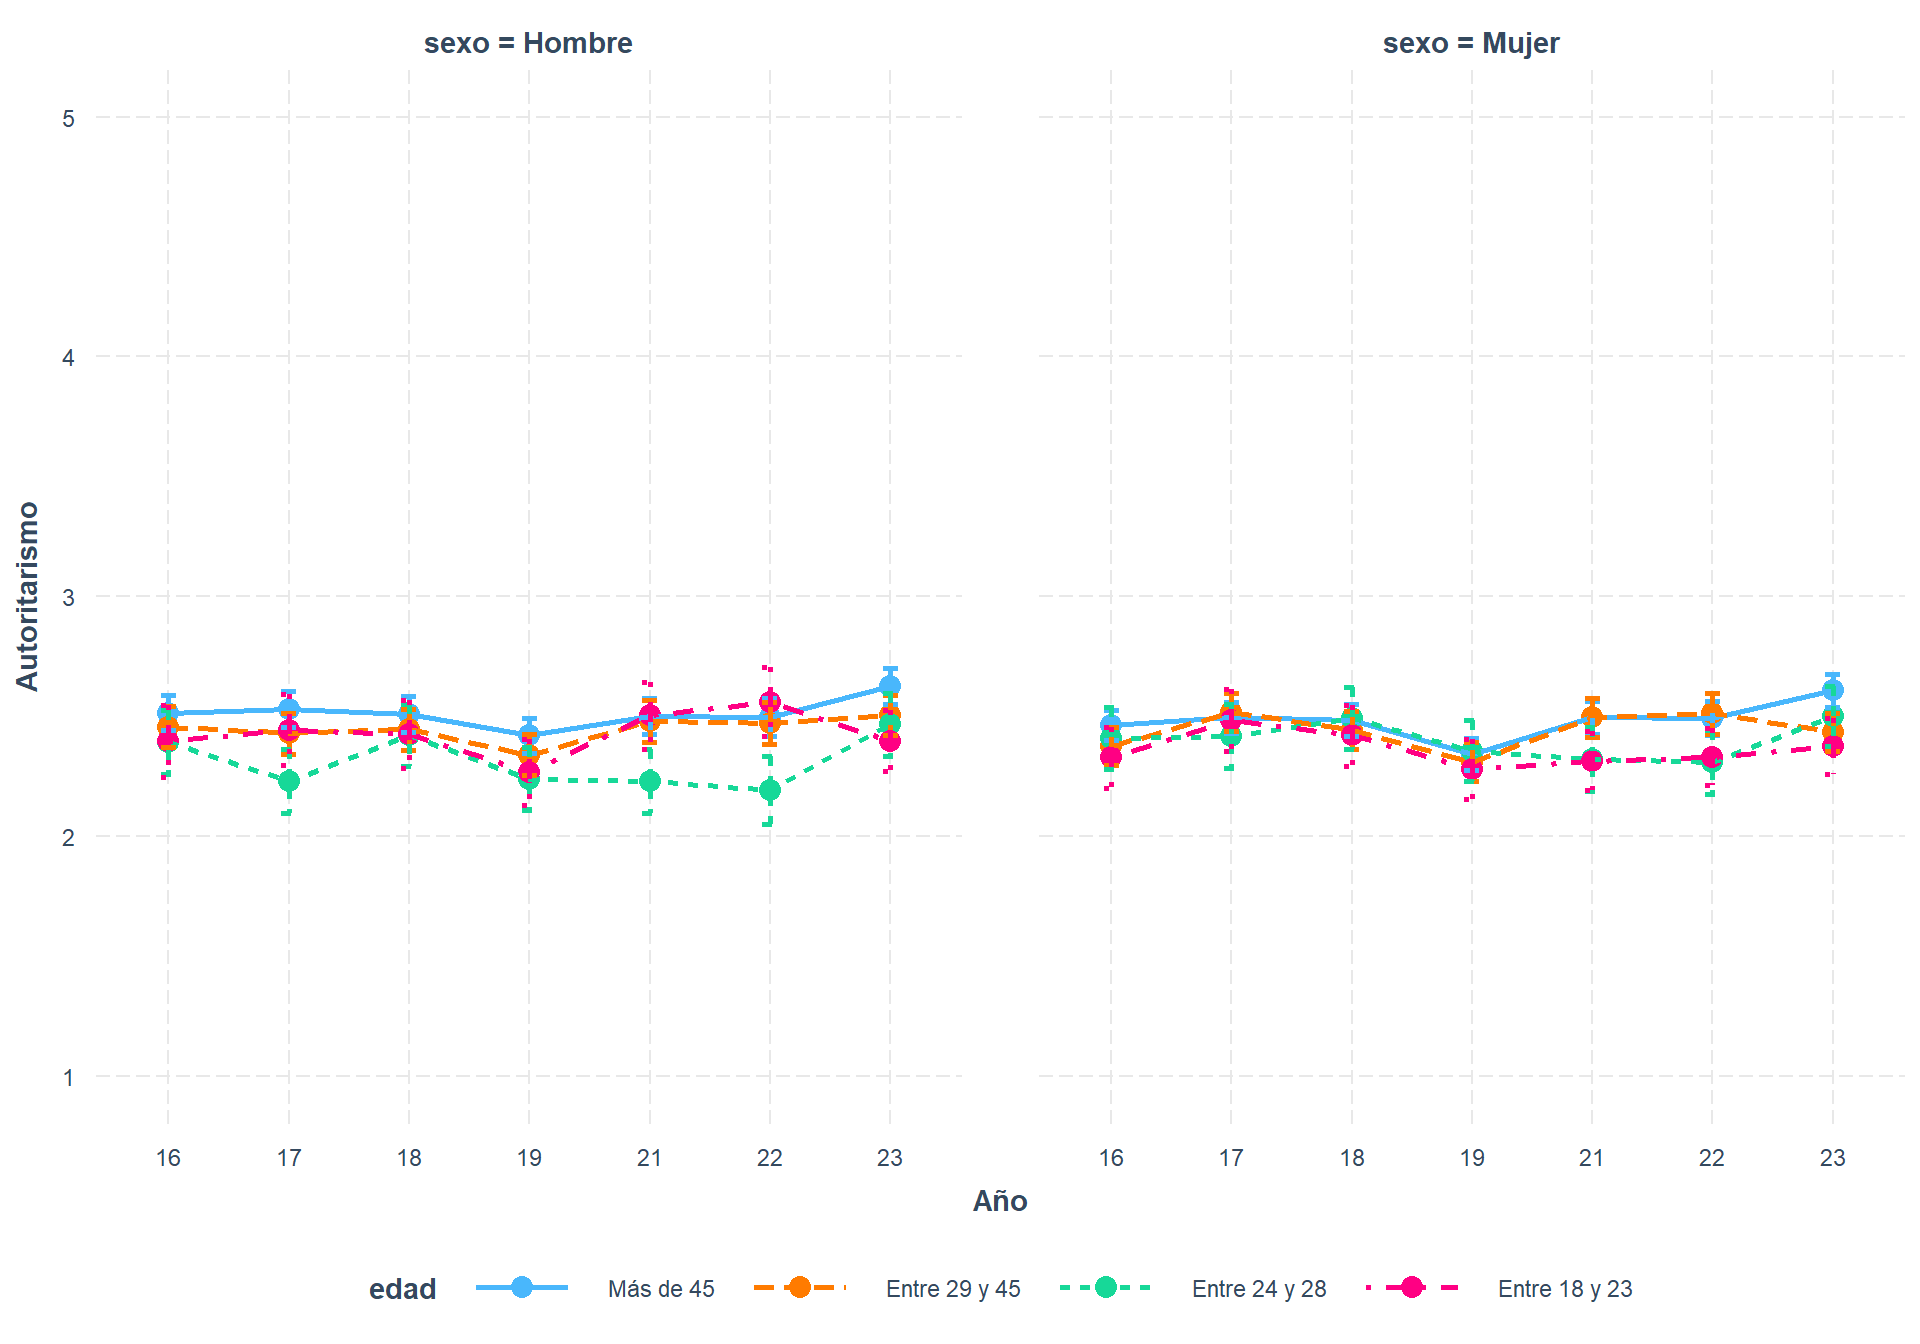 sexo = Hombre
sexo = Mujer
Autoritarismo
5
4
3
2
1
16 17 18 19 21 22 23
16 17 18 19 21 22 23
Año
edad Más de 45 Entre 29 y 45 Entre 24 y 28 Entre 18 y 23